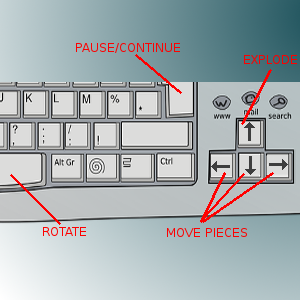 PAUSE/CONTINUE
EXPLODE
www
mail
search
J
K
L
M
%
*
?
:
/
;
.
!
Alt Gr
Ctrl
ROTATE
MOVE PIECES